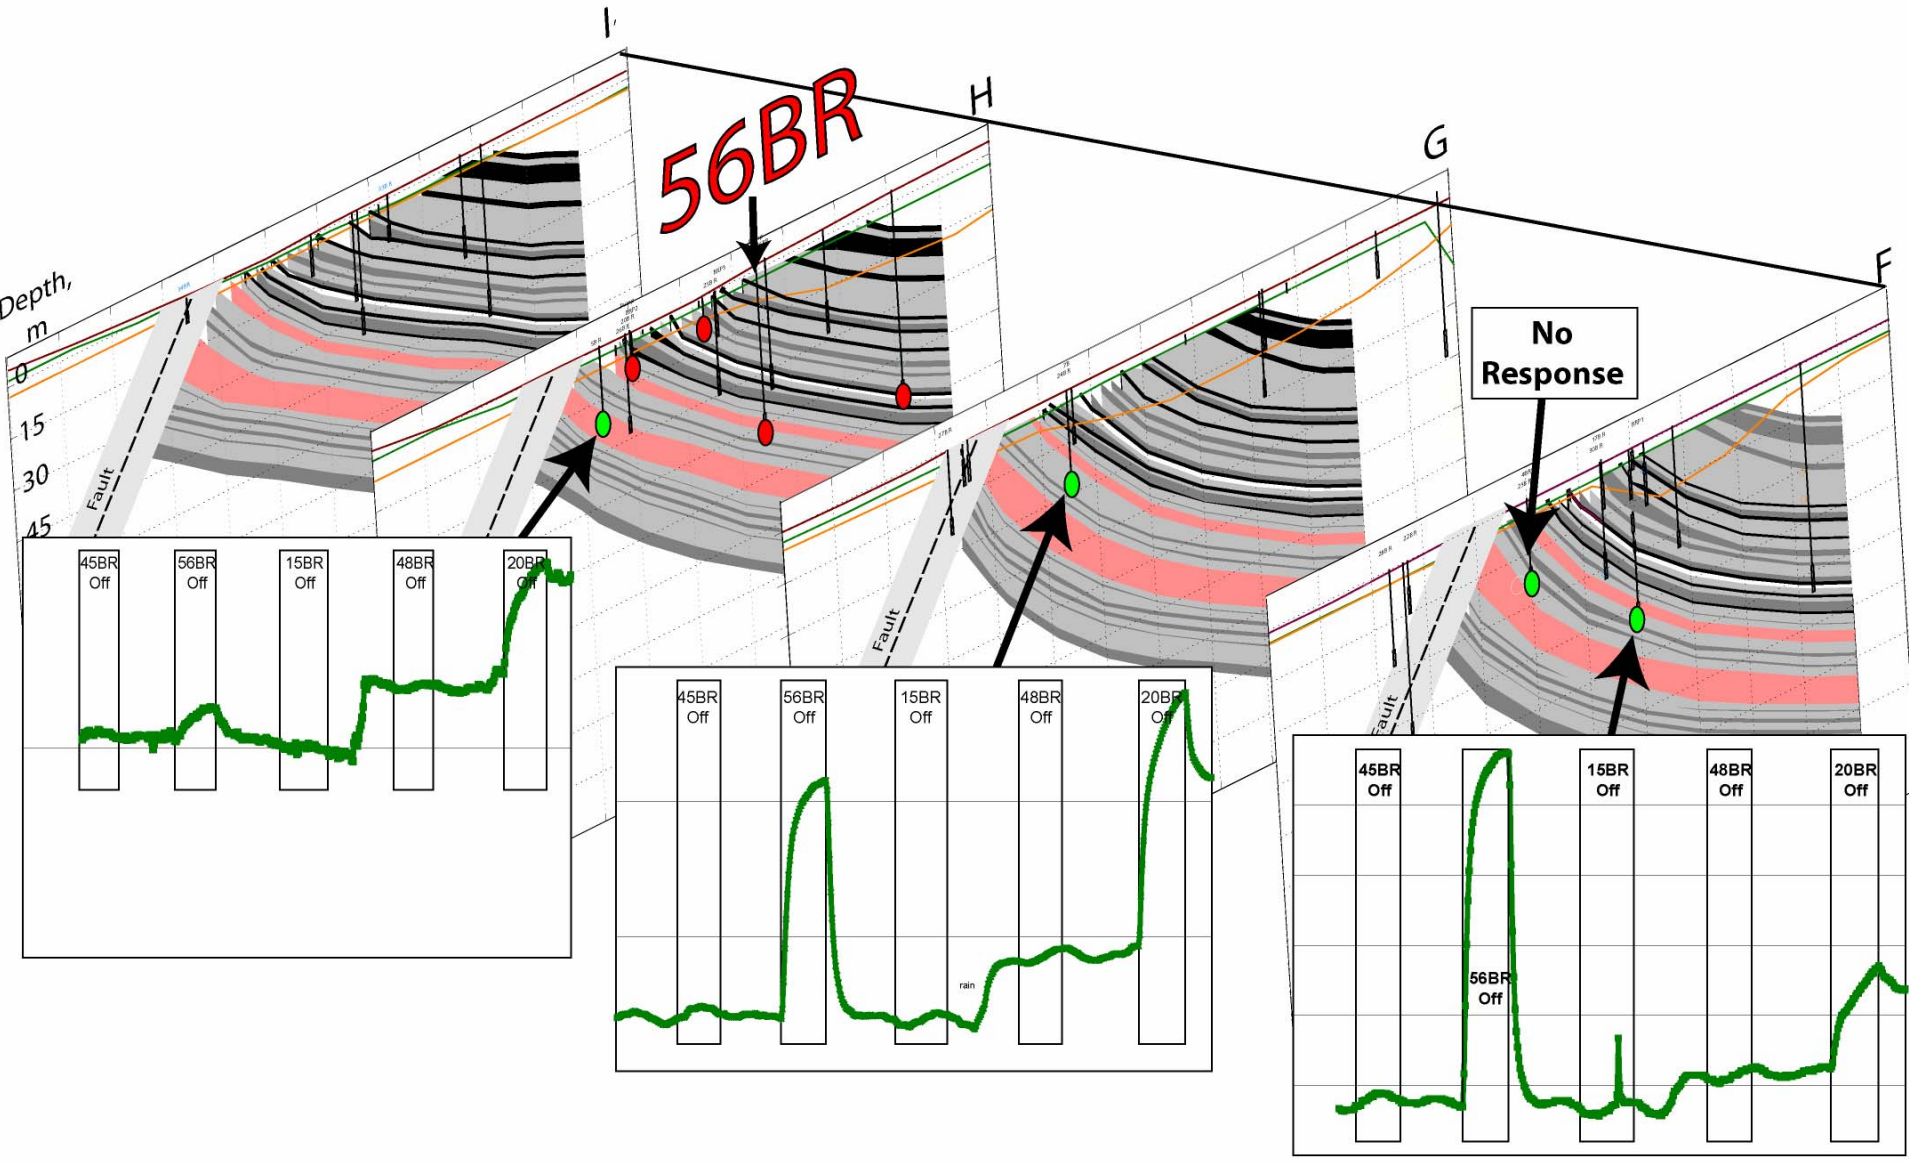 I
H
G
F
56BR
Depth,
m
0
15
30
45
Fault
Fault
Fault
No
Response
45BR
Off
56BR
Off
15BR
Off
48BR
Off
20BR
Off
45BR
Off
56BR
Off
15BR
Off
48BR
Off
20BR
Off
rain
45BR
Off
56BR
Off
15BR
Off
48BR
Off
20BR
Off